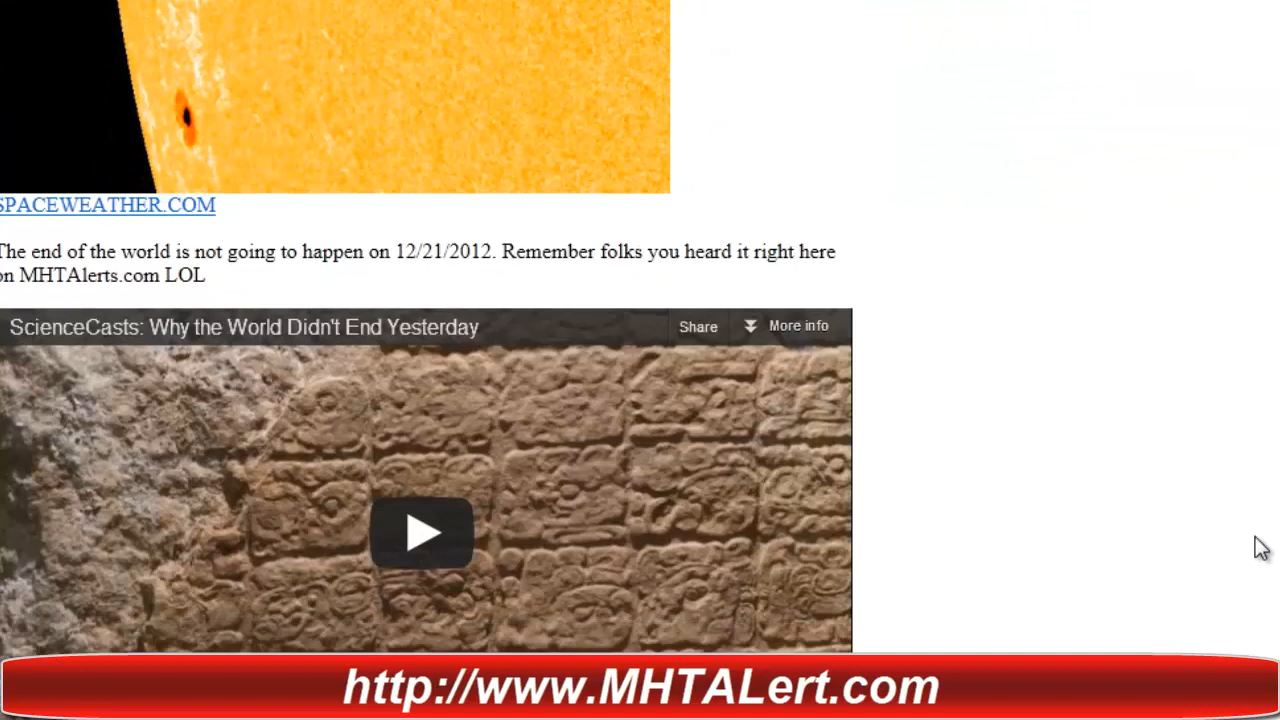 SPACEWEATHER.COM
The end of the world is not going to happen on 12/21/2012. Remember folks you heard it right here
on MHTAlerts.com LOL
ScienceCasts: Why the World Didn't End Yesterday
Share
More info
http://www.MHTALert.com